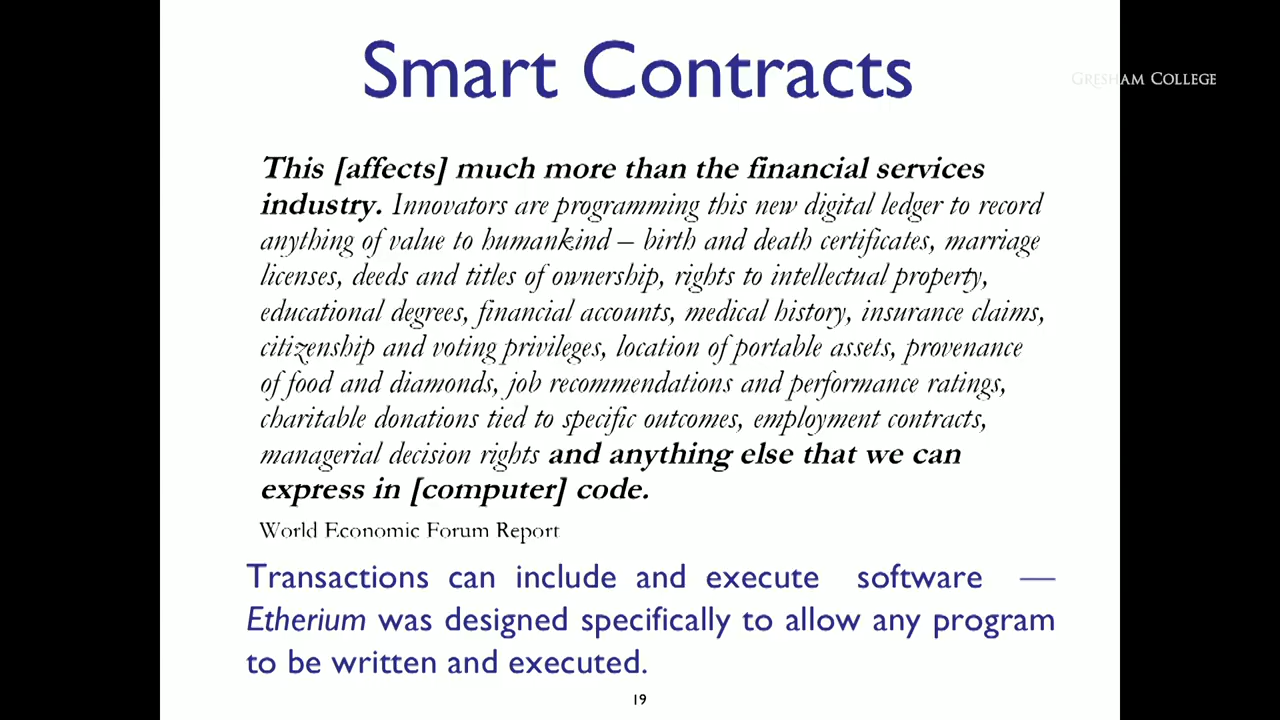 Smart Contracts
GRESHAM COLLEGE
This [affects] much more than the financial services
industry. Innovators are programming this new digital ledger to record
anything of value to humankind – birth and death certificates, marriage
licenses, deeds and titles of ownership, rights to intellectual property,
educational degrees, financial accounts, medical history, insurance claims,
citizenship and voting privileges, location of portable assets, provenance
of food and diamonds, job recommendations and performance ratings,
charitable donations tied to specific outcomes, employment contracts,
managerial decision rights and anything else that we can
express in [computer] code.
World Economic Forum Report
Transactions can include and execute software —
Etherium was designed specifically to allow any program
to be written and executed.
19